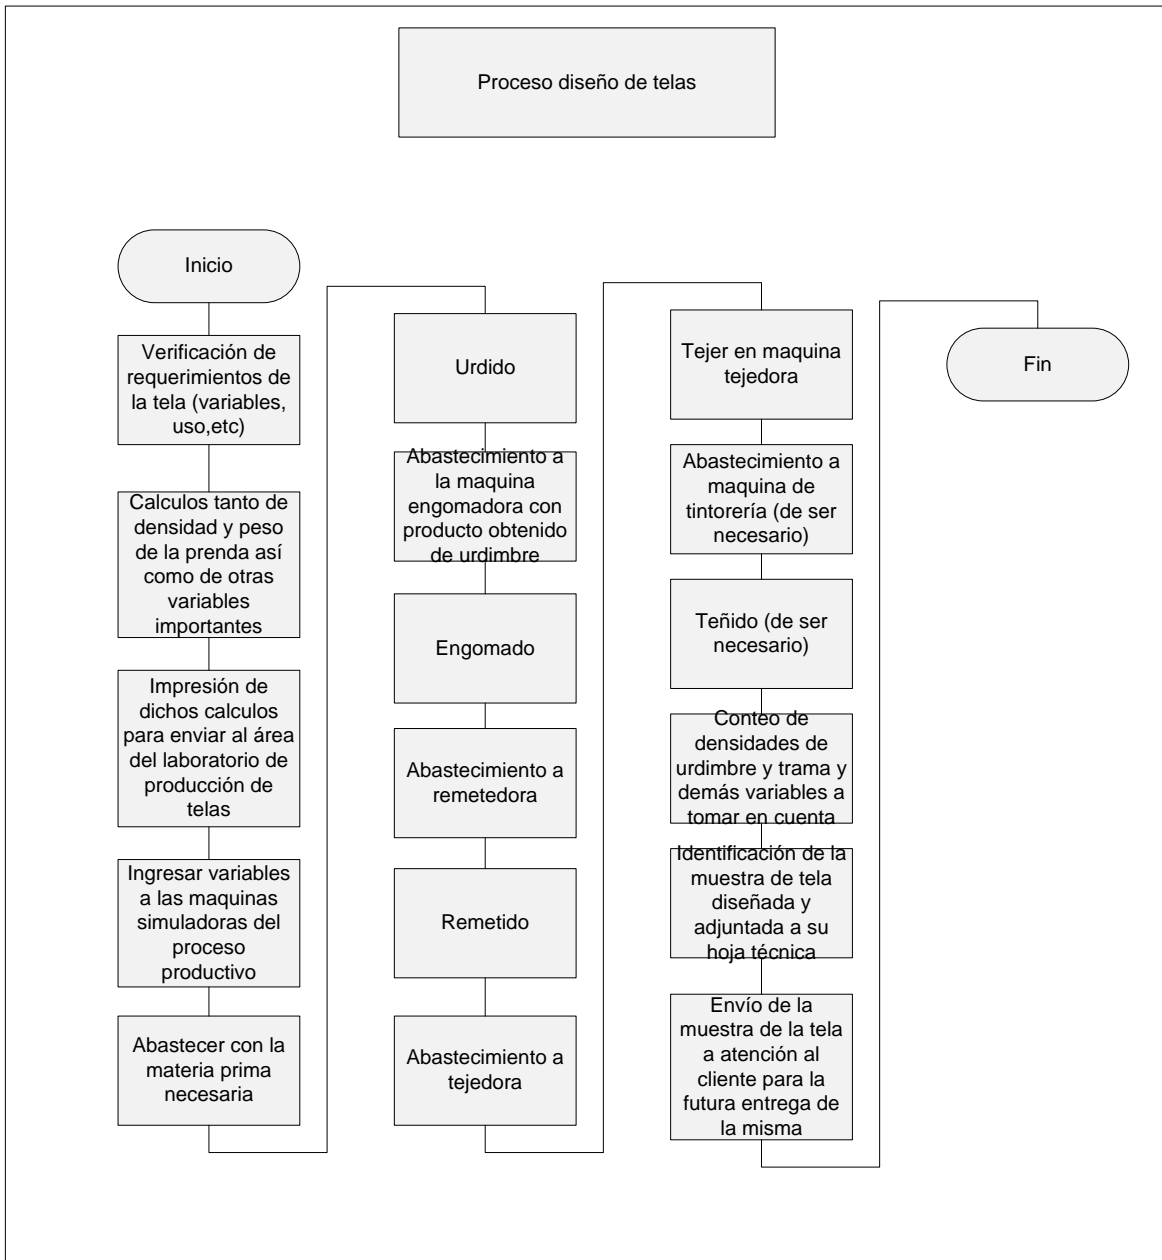 Proceso diseño de telas
Inicio
Verificación de
requerimientos de
la tela (variables,
uso,etc)
Calculos tanto de
densidad y peso
de la prenda así
como de otras
variables
importantes
Impresión de
dichos calculos
para enviar al área
del laboratorio de
producción de
telas
Ingresar variables
a las maquinas
simuladoras del
proceso
productivo
Abastecer con la
materia prima
necesaria
Urdido
Abastecimiento a
la maquina
engomadora con
producto obtenido
de urdimbre
Engomado
Abastecimiento a
remetedora
Remetido
Abastecimiento a
tejedora
Tejer en maquina
tejedora
Abastecimiento a
maquina de
tintorería (de ser
necesario)
Teñido (de ser
necesario)
Conteo de
densidades de
urdimbre y trama y
demás variables a
tomar en cuenta
Identificación de la
muestra de tela
diseñada y
adjuntada a su
hoja técnica
Envío de la
muestra de la tela
a atención al
cliente para la
futura entrega de
la misma
Fin